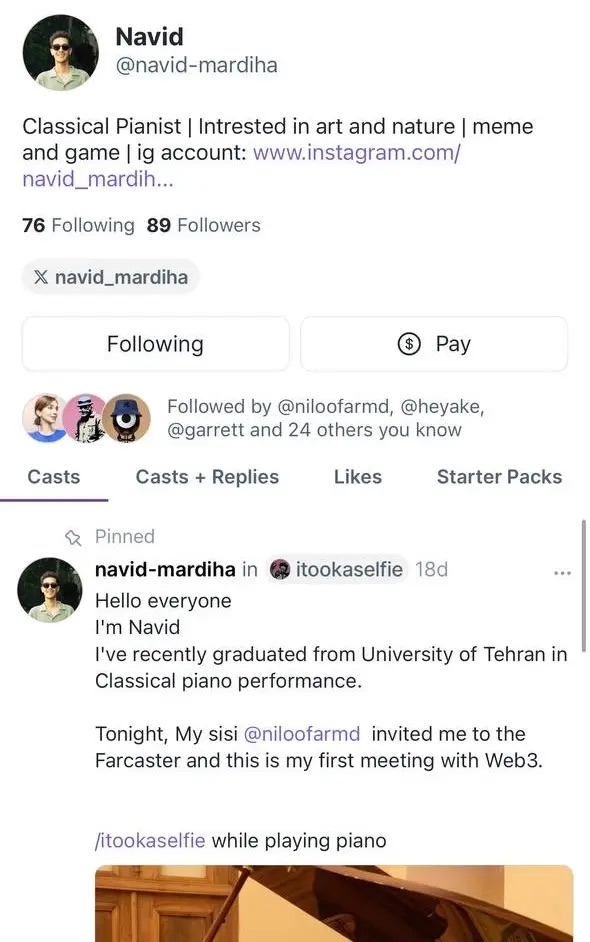 Navid
@navid-mardiha
Classical Pianist | Intrested in art and nature | meme
and game | ig account: www.instagram.com/
navid_mardih...
76 Following 89 Followers
X navid_mardiha
Following
$ Pay
Followed by @niloofarmd, @heyake,
@garrett and 24 others you know
Casts Casts + Replies Likes Starter Packs
Pinned
navid-mardiha in itookaselfie 18d ...
Hello everyone
I'm Navid
I've recently graduated from University of Tehran in
Classical piano performance.
Tonight, My sisi @niloofarmd invited me to the
Farcaster and this is my first meeting with Web3.
/itookaselfie while playing piano